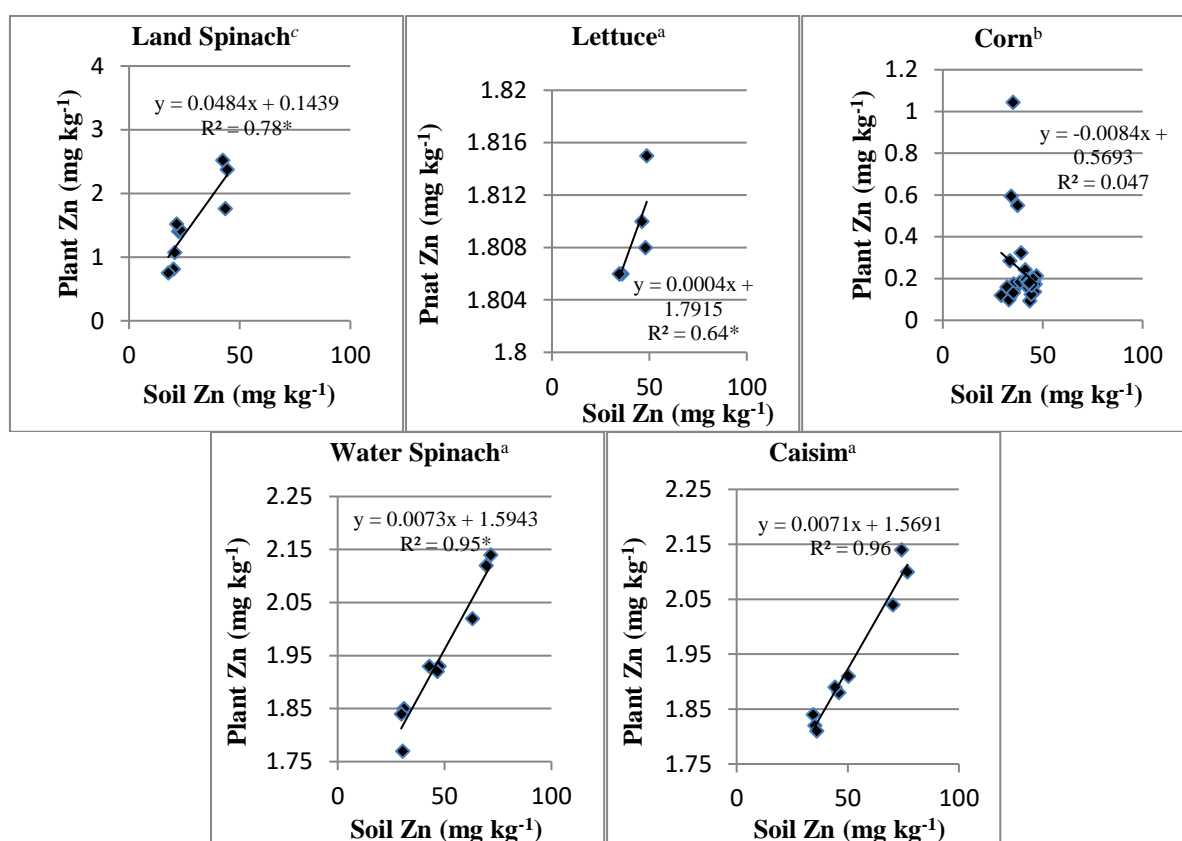 Land Spinachᶜ
4
3
2
1
0
y = 0.0484x + 0.1439
R² = 0.78*
0
50
100
Plant Zn (mg kg⁻¹)
Soil Zn (mg kg⁻¹)
Lettuceᵃ
1.82
1.816
1.812
1.808
1.804
1.8
y = 0.0004x +
1.7915
R² = 0.64*
0
50
100
Pnat Zn (mg kg⁻¹)
Soil Zn (mg kg⁻¹)
Cornᵇ
1.2
1
0.8
0.6
0.4
0.2
0
y = -0.0084x +
0.5693
R² = 0.047
0
50
100
Plant Zn (mg kg⁻¹)
Soil Zn (mg kg⁻¹)
Water Spinachᵃ
2.25
2.15
2.05
1.95
1.85
1.75
y = 0.0073x + 1.5943
R² = 0.95*
0
50
100
Plant Zn (mg kg⁻¹)
Soil Zn (mg kg⁻¹)
Caisimᵃ
2.25
2.15
2.05
1.95
1.85
1.75
y = 0.0071x + 1.5691
R² = 0.96
0
50
100
Plant Zn (mg kg⁻¹)
Soil Zn (mg kg⁻¹)